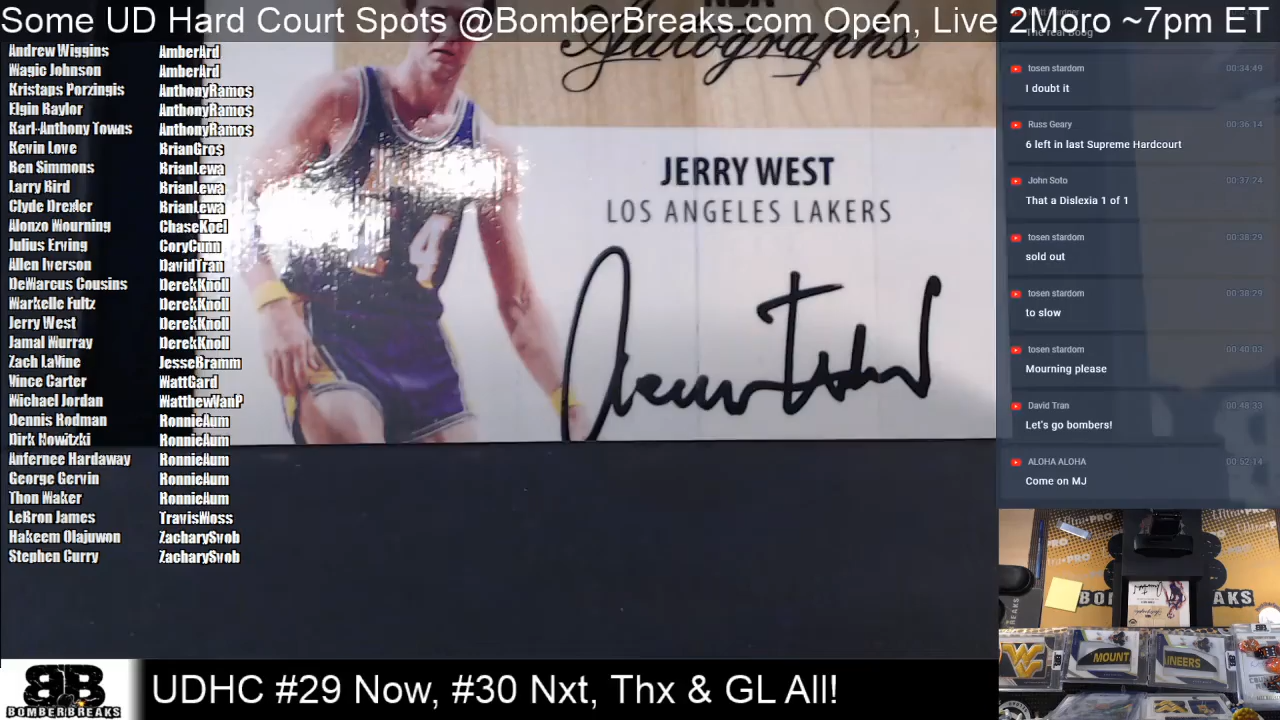 Some UD Hard Court Spots @BomberBreaks.com Open, Live 2Moro ~7pm ET
Andrew Wiggins AmberArd
Magic Johnson AmberArd
Kristaps Porzingis AnthonyRamos
Elgin Baylor AnthonyRamos
Karl-Anthony Towns AnthonyRamos
Kevin Love BrianGros
Ben Simmons BrianLewa
Larry Bird BrianLewa
Clyde Drexler BrianLewa
Alonzo Mourning ChaseKoel
Julius Erving CoryCunn
Allen Iverson DavidTran
DeMarcus Cousins DerekKnoll
Markelle Fultz DerekKnoll
Jerry West DerekKnoll
Jamal Murray DerekKnoll
Zach LaVine JesseBramm
Vince Carter MattGard
Michael Jordan MatthewVanP
Dennis Rodman RonnieAum
Dirk Nowitzki RonnieAum
Anfernee Hardaway RonnieAum
George Gervin RonnieAum
Thon Maker RonnieAum
LeBron James TravisMoss
Hakeem Olajuwon ZacharySvob
Stephen Curry ZacharySvob
Autographs
JERRY WEST
LOS ANGELES LAKERS
The real Doog
tosen stardom 00:34:49
I doubt it
Russ Geary 00:36:14
6 left in last Supreme Hardcourt
John Soto 00:37:24
That a Dislexia 1 of 1
tosen stardom 00:38:29
sold out
tosen stardom 00:38:29
to slow
tosen stardom 00:40:03
Mourning please
David Tran 00:48:33
Let's go bombers!
ALOHA ALOHA 00:52:14
Come on MJ
MOUNT
INEERS
BB
BOMBERBREAKS
UDHC #29 Now, #30 Nxt, Thx & GL All!